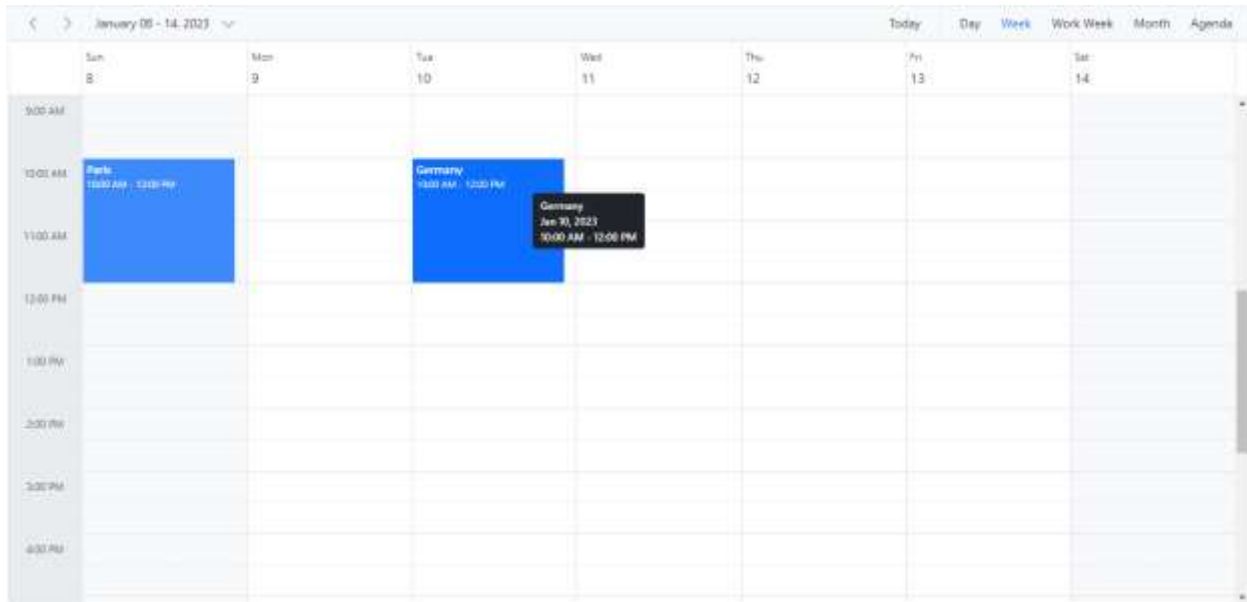 January 08 - 14, 2023
Today Day Week Work Week Month Agenda
Sun Mon Tue Wed Thu Fri Sat
8 9 10 11 12 13 14
9:00 AM
10:00 AM
11:00 AM
12:00 PM
1:00 PM
2:00 PM
3:00 PM
4:00 PM
Paris
10:00 AM - 12:00 PM
Germany
10:00 AM - 12:00 PM
Germany
Jan 10, 2023
10:00 AM - 12:00 PM